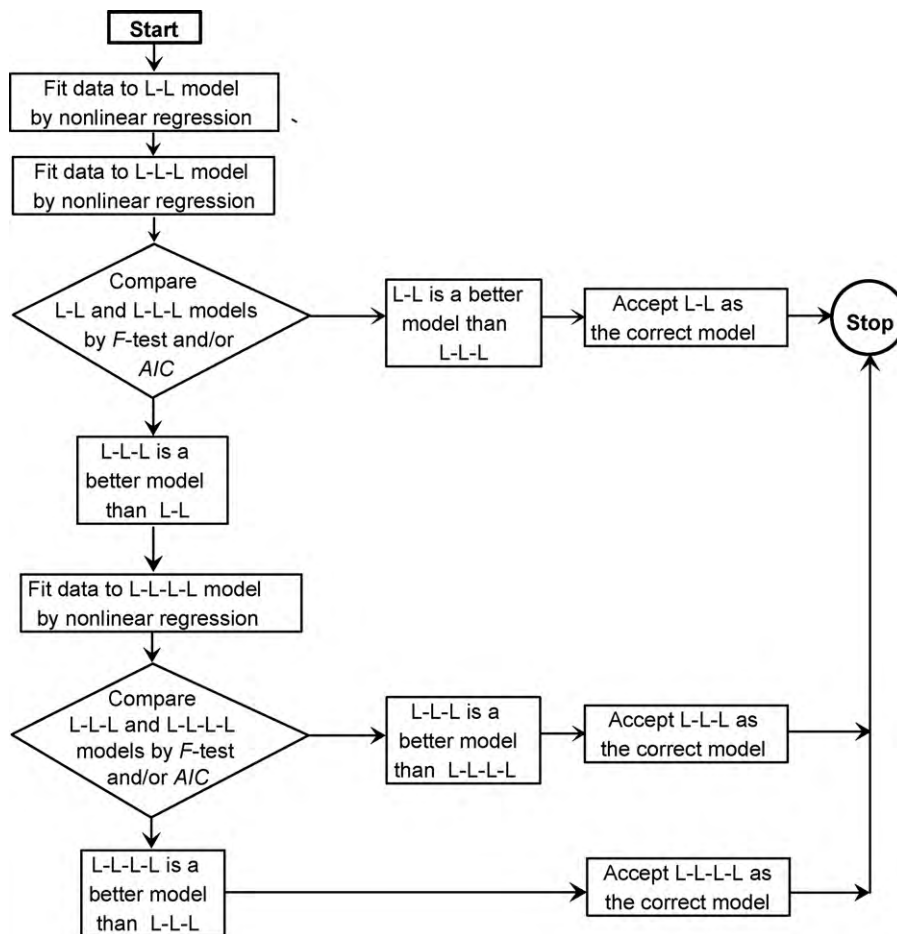 Start
Fit data to L-L model
by nonlinear regression
Fit data to L-L-L model
by nonlinear regression
Compare
L-L and L-L-L models
by F-test and/or
AIC
L-L is a better
model than
L-L-L
Accept L-L as
the correct model
Stop
L-L-L is a
better model
than L-L
Fit data to L-L-L-L model
by nonlinear regression
Compare
L-L-L and L-L-L-L
models by F-test
and/or AIC
L-L-L is a
better model
than L-L-L-L
Accept L-L-L as
the correct model
L-L-L-L is a
better model
than L-L-L
Accept L-L-L-L as
the correct model